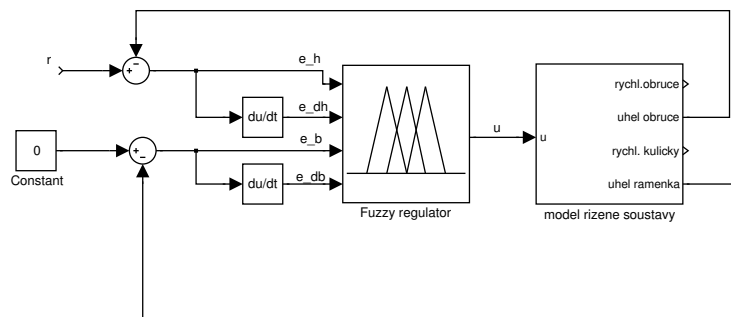 r
e_h
du/dt
e_dh
0
Constant
e_b
du/dt
e_db
Fuzzy regulator
u
u
rychl.obruce
uhel obruce
rychl. kulicky
uhel ramenka
model rizene soustavy